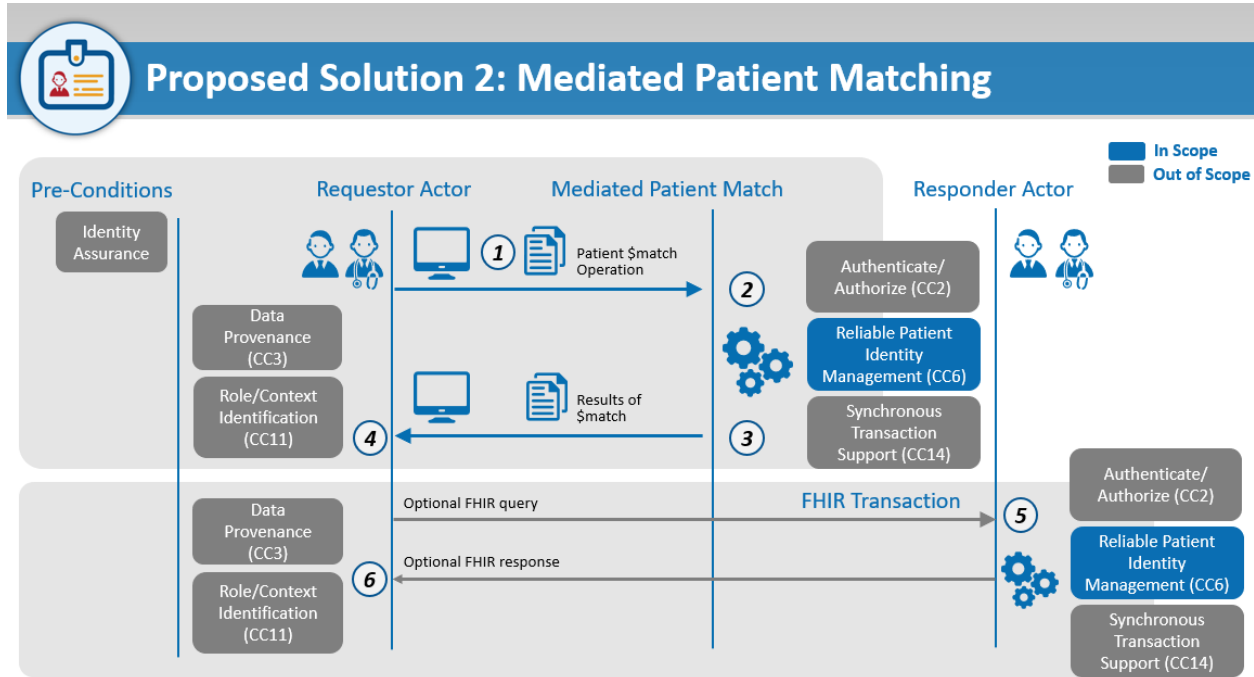 Proposed Solution 2: Mediated Patient Matching
In Scope
Out of Scope
Pre-Conditions
Requestor Actor
Mediated Patient Match
Responder Actor
Identity
Assurance
1
Patient $match
Operation
2
Authenticate/
Authorize (CC2)
Data
Provenance
(CC3)
Reliable Patient
Identity
Management (CC6)
Role/Context
Identification
(CC11)
4
Results of
$match
3
Synchronous
Transaction
Support (CC14)
Data
Provenance
(CC3)
Optional FHIR query
FHIR Transaction
5
Authenticate/
Authorize (CC2)
Role/Context
Identification
(CC11)
6
Optional FHIR response
Reliable Patient
Identity
Management (CC6)
Synchronous
Transaction
Support (CC14)